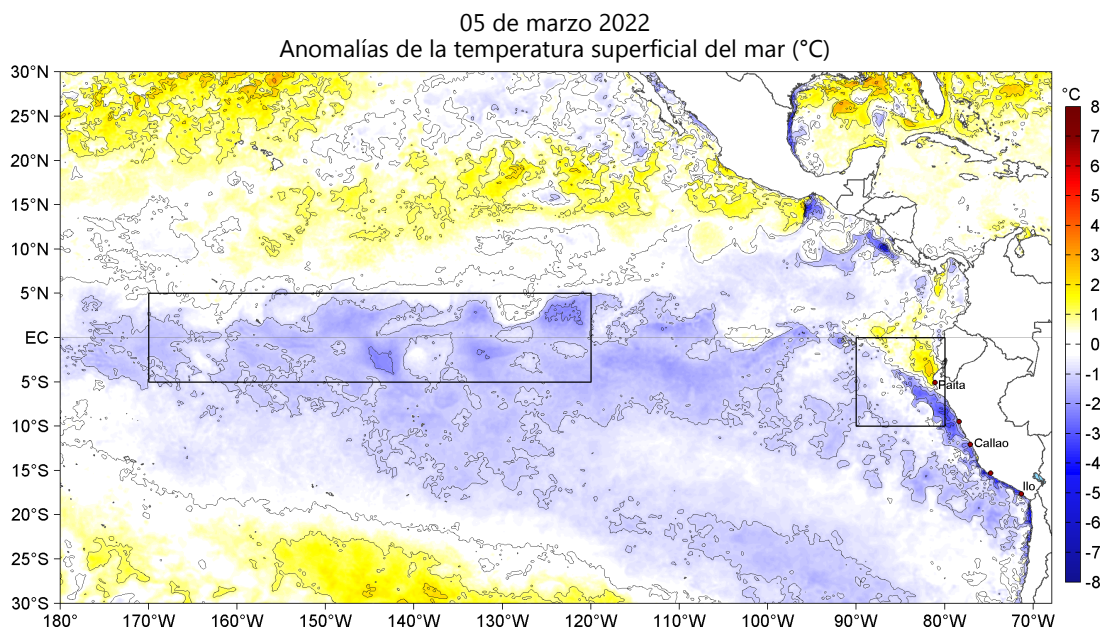 05 de marzo 2022
Anomalías de la temperatura superficial del mar (°C)
30°N
25°N
20°N
15°N
10°N
5°N
EC
5°S
10°S
15°S
20°S
25°S
30°S
180°W
170°W
160°W
150°W
140°W
130°W
120°W
110°W
100°W
90°W
80°W
70°W
Paita
Callao
Ilo
°C
8
7
6
5
4
3
2
1
0
-1
-2
-3
-4
-5
-6
-7
-8